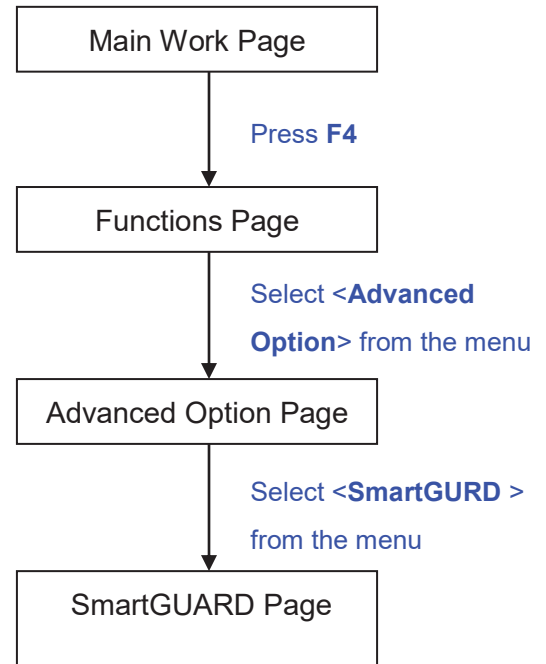 Main Work Page
Press F4
Functions Page
Select <Advanced
Option> from the menu
Advanced Option Page
Select <SmartGURD >
from the menu
SmartGUARD Page